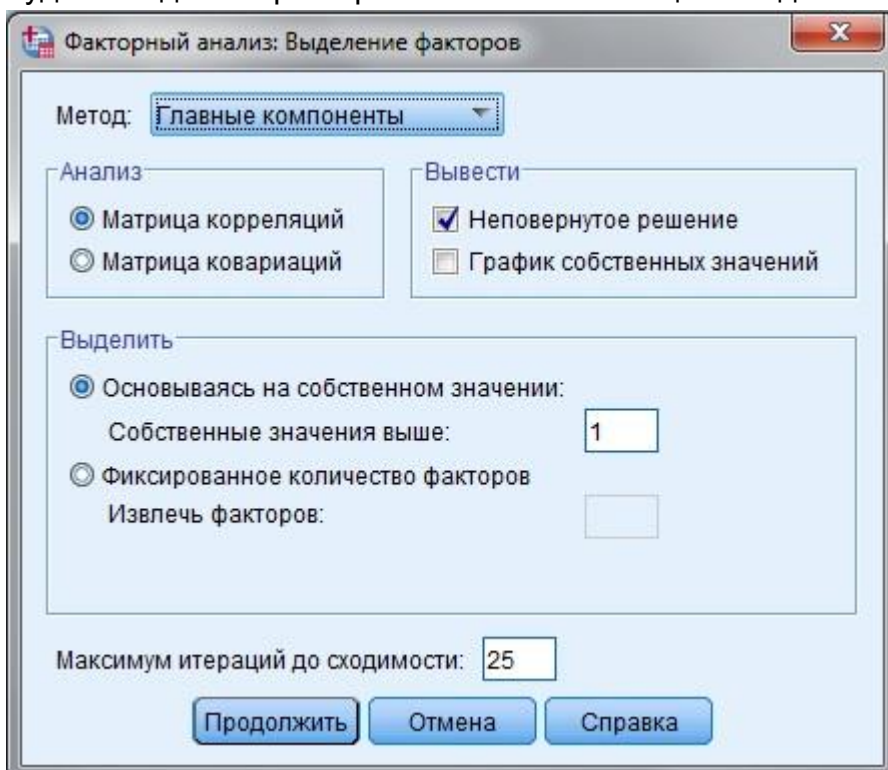 Факторный анализ: Выделение факторов
Метод: Главные компоненты
Анализ
Вывести
Матрица корреляций
Неповернутое решение
Матрица ковариаций
График собственных значений
Выделить
Основываясь на собственном значении:
Собственные значения выше: 1
Фиксированное количество факторов
Извлечь факторов:
Максимум итераций до сходимости: 25
Продолжить Отмена Справка